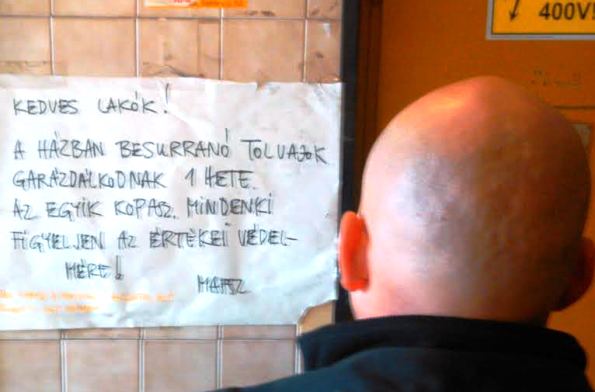 400V!
KEDVES LAKÓK!
A HÁZBAN BESURRANÓ TOLVAJOK
GARÁZDÁLKODNAK 1 HETE.
AZ EGYIK KOPASZ. MINDENKI
FIGYELJEN AZ ÉRTÉKEI VÉDEL-
MÉRE!